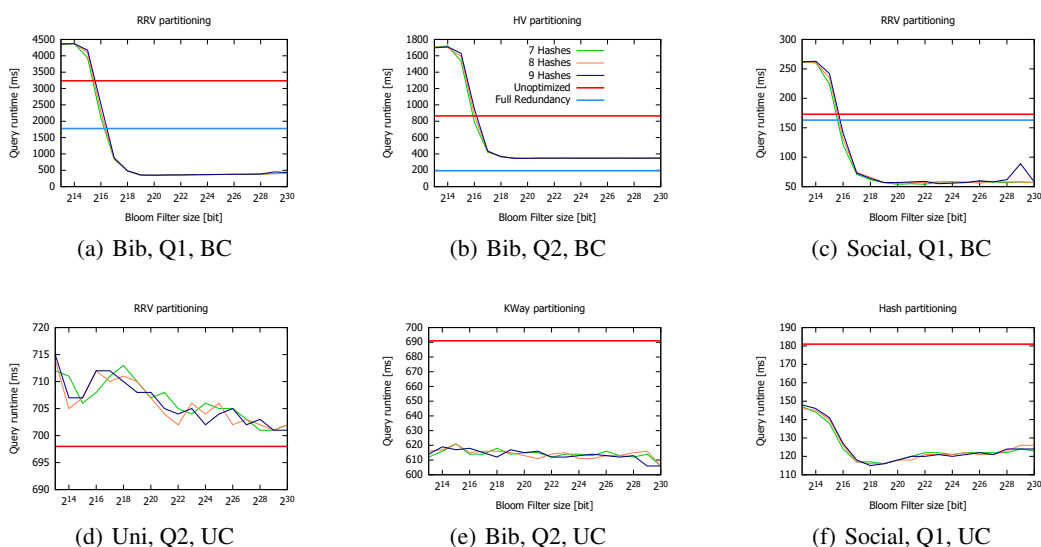 RRV partitioning
Query runtime [ms]
4500
4000
3500
3000
2500
2000
1500
1000
500
0
2^14 2^16 2^18 2^20 2^22 2^24 2^26 2^28 2^30
Bloom Filter size [bit]
(a) Bib, Q1, BC
HV partitioning
Query runtime [ms]
1800
1600
1400
1200
1000
800
600
400
200
0
7 Hashes
8 Hashes
9 Hashes
Unoptimized
Full Redundancy
2^14 2^16 2^18 2^20 2^22 2^24 2^26 2^28 2^30
Bloom Filter size [bit]
(b) Bib, Q2, BC
RRV partitioning
Query runtime [ms]
300
250
200
150
100
50
2^14 2^16 2^18 2^20 2^22 2^24 2^26 2^28 2^30
Bloom Filter size [bit]
(c) Social, Q1, BC
RRV partitioning
Query runtime [ms]
720
715
710
705
700
695
690
2^14 2^16 2^18 2^20 2^22 2^24 2^26 2^28 2^30
(d) Uni, Q2, UC
KWay partitioning
Query runtime [ms]
700
690
680
670
660
650
640
630
620
610
600
2^14 2^16 2^18 2^20 2^22 2^24 2^26 2^28 2^30
Bloom Filter size [bit]
(e) Bib, Q2, UC
Hash partitioning
Query runtime [ms]
190
180
170
160
150
140
130
120
110
2^14 2^16 2^18 2^20 2^22 2^24 2^26 2^28 2^30
Bloom Filter size [bit]
(f) Social, Q1, UC